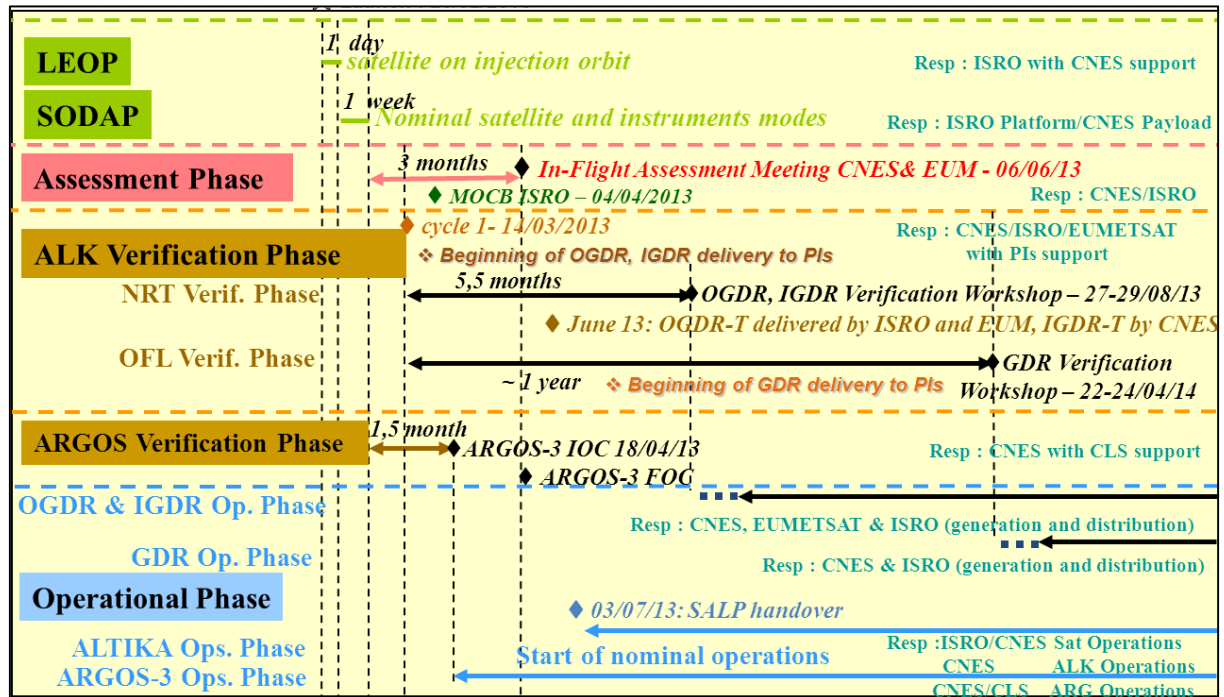 1 day
LEOP
satellite on injection orbit
Resp : ISRO with CNES support
1 week
SODAP
Nominal satellite and instruments modes
Resp : ISRO Platform/CNES Payload
Assessment Phase
3 months
In-Flight Assessment Meeting CNES& EUM - 06/06/13
MOCB ISRO – 04/04/2013
Resp : CNES/ISRO
cycle 1- 14/03/2013
Resp : CNES/ISRO/EUMETSAT
with PIs support
ALK Verification Phase
❖ Beginning of OGDR, IGDR delivery to PIs
5,5 months
NRT Verif. Phase
OGDR, IGDR Verification Workshop – 27-29/08/13
June 13: OGDR-T delivered by ISRO and EUM, IGDR-T by CNES
OFL Verif. Phase
GDR Verification
Workshop – 22-24/04/14
~ 1 year
❖ Beginning of GDR delivery to PIs
ARGOS Verification Phase
1,5 month
ARGOS-3 IOC 18/04/13
Resp : CNES with CLS support
ARGOS-3 FOC
OGDR & IGDR Op. Phase
Resp : CNES, EUMETSAT & ISRO (generation and distribution)
GDR Op. Phase
Resp : CNES & ISRO (generation and distribution)
Operational Phase
03/07/13: SALP handover
ALTIKA Ops. Phase
Start of nominal operations
Resp :ISRO/CNES Sat Operations
CNES ALK Operations
ARGOS-3 Ops. Phase
CNES/CLS ARG Operations